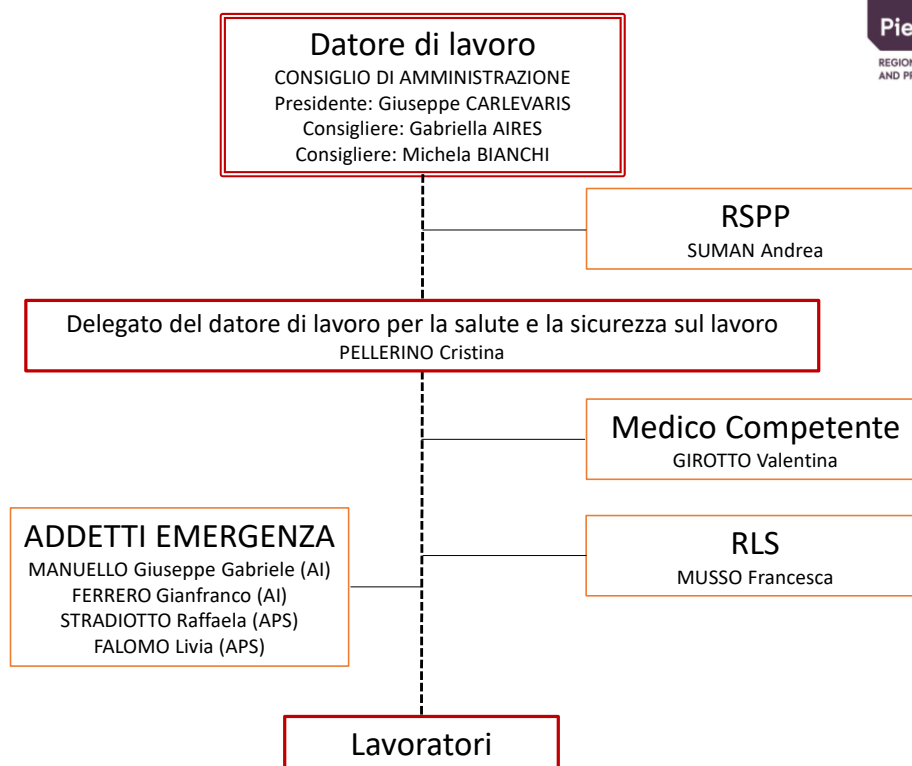 Datore di lavoro
CONSIGLIO DI AMMINISTRAZIONE
Presidente: Giuseppe CARLEVARIS
Consigliere: Gabriella AIRES
Consigliere: Michela BIANCHI
RSPP
SUMAN Andrea
Delegato del datore di lavoro per la salute e la sicurezza sul lavoro
PELLERINO Cristina
Medico Competente
GIROTTO Valentina
ADDETTI EMERGENZA
MANUELLO Giuseppe Gabriele (AI)
FERRERO Gianfranco (AI)
STRADIOTTO Raffaela (APS)
FALOMO Livia (APS)
RLS
MUSSO Francesca
Lavoratori